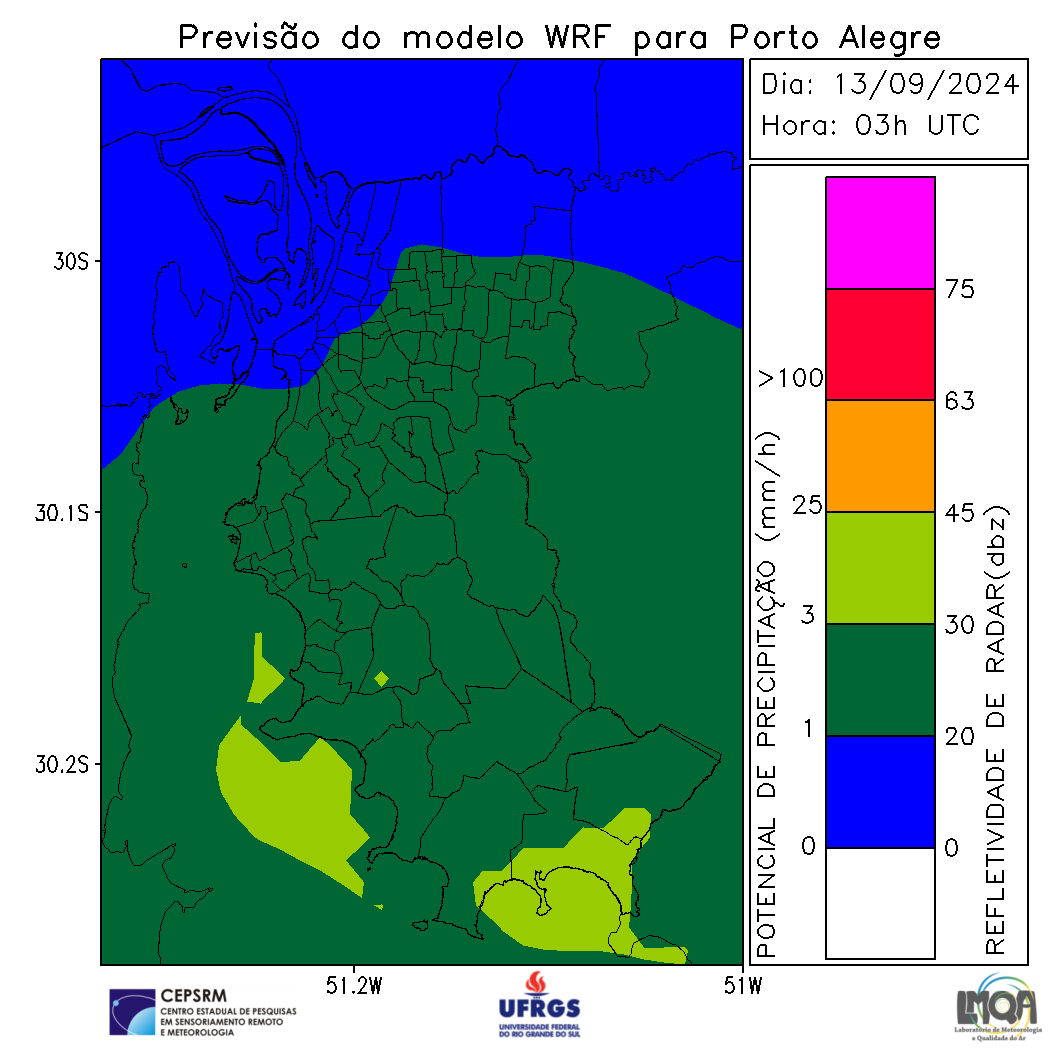 Previsão do modelo WRF para Porto Alegre
Dia: 13/09/2024
Hora: 03h UTC
30S
30.1S
30.2S
51.2W
51W
POTENCIAL DE PRECIPITAÇÃO (mm/h)
>100
25
3
1
0
75
63
45
30
20
0
REFLETIVIDADE DE RADAR(dbz)
CEPSRM
CENTRO ESTADUAL DE PESQUISAS
EM SENSORIAMENTO REMOTO
E METEOROLOGIA
UFRGS
UNIVERSIDADE FEDERAL
DO RIO GRANDE DO SUL
LMQA
Laboratório de Meteorologia
e Qualidade do Ar